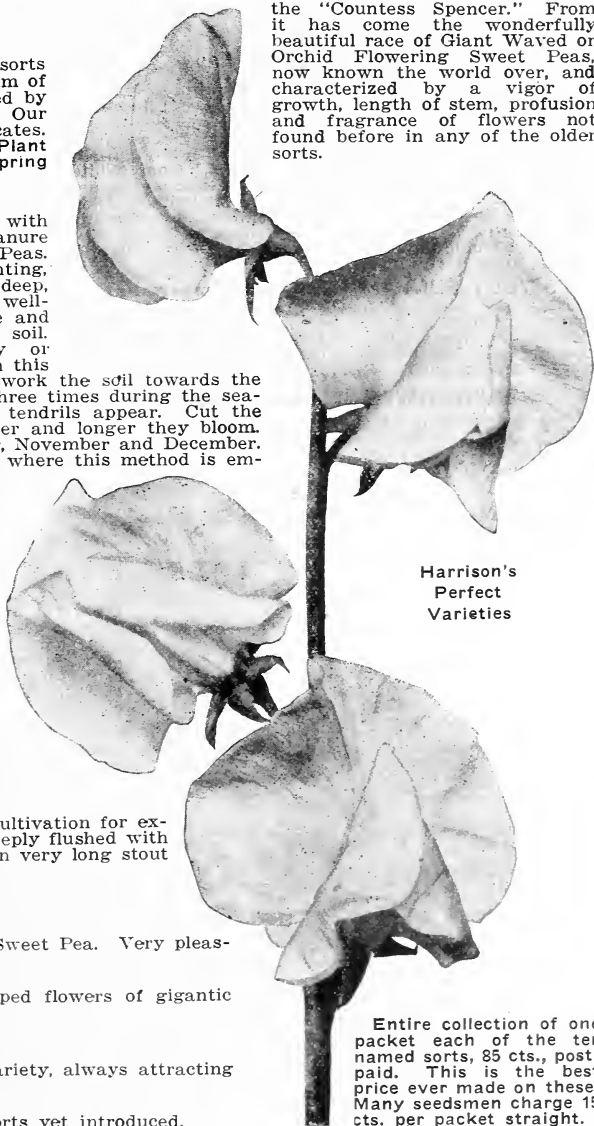 the "Countess Spencer." From
it has come the wonderfully
beautiful race of Giant Waved or
Orchid Flowering Sweet Peas,
now known the world over, and
characterized by a vigor of
growth, length of stem, profusion
and fragrance of flowers not
found before in any of the older
sorts.
sorts
m of
ed by
Our
cates.
Plant
pring
with
anure
Peas.
nting,
deep,
well-
e and
soil.
y or
n this
work the soil towards the
hree times during the sea-
tendrils appear. Cut the
er and longer they bloom.
, November and December.
where this method is em-
Harrison's
Perfect
Varieties
ultivation for ex-
eply flushed with
n very long stout
Sweet Pea. Very pleas-
ped flowers of gigantic
ariety, always attracting
orts yet introduced.
Entire collection of one
packet each of the ten
named sorts, 85 cts., post-
paid. This is the best
price ever made on these.
Many seedsmen charge 15
cts. per packet straight.